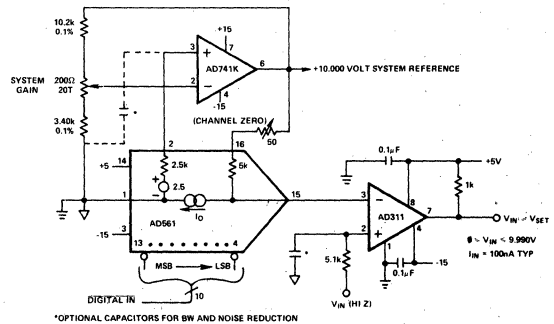 10.2k
0.1%
SYSTEM
GAIN
200Ω
20T
3.40k
0.1%
+15
3
+
7
AD741K
6
2
−
4
-15
+10.000 VOLT SYSTEM REFERENCE
(CHANNEL ZERO)
50
*
2
16
+5
14
2.5k
5k
+
2.5
−
1
15
AD561
IO
-15
3
13
4
MSB
LSB
10
DIGITAL IN
0.1μF
+5V
1k
3
−
8
AD311
7
2
+
1
4
VIN
VSET
-15
0.1μF
*
5.1k
VIN (HI Z)
VIN < 9.990V
IIN = 100nA TYP
*OPTIONAL CAPACITORS FOR BW AND NOISE REDUCTION